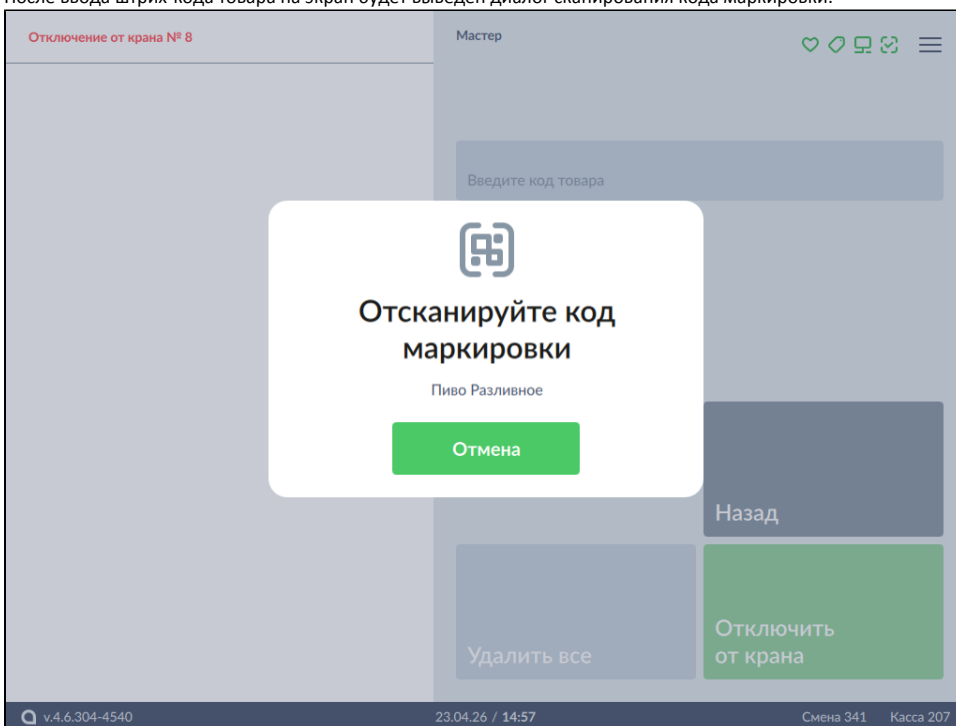 После ввода штрих-кода товара на экран будет выведен диалог сканирования кода маркировки.
Отключение от крана № 8
Мастер
Введите код товара
Отсканируйте код
маркировки
Пиво Разливное
Отмена
Назад
Удалить все
Отключить
от крана
v.4.6.304-4540
23.04.26 / 14:57
Смена 341
Касса 207